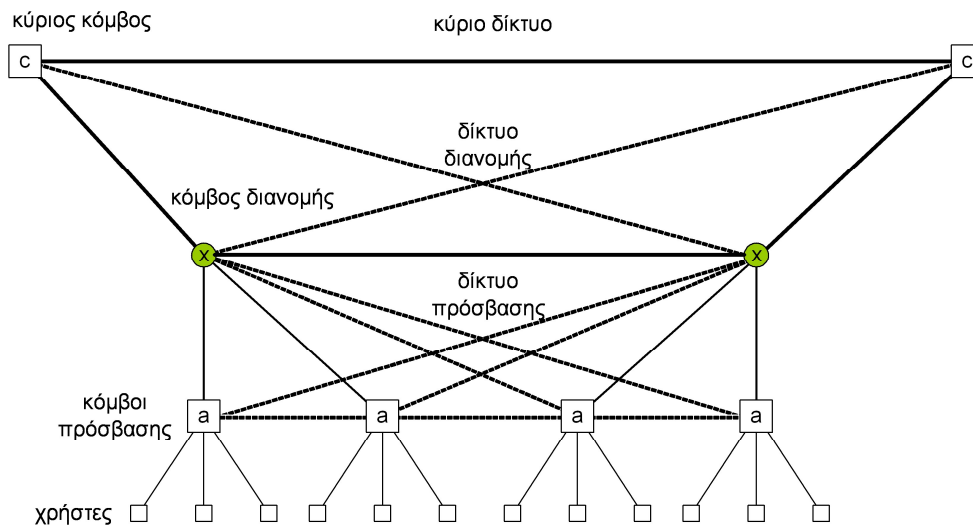 κύριος κόμβος
κύριο δίκτυο
c
c
δίκτυο
διανομής
κόμβος διανομής
x
x
δίκτυο
πρόσβασης
κόμβοι
πρόσβασης
a
a
a
a
χρήστες